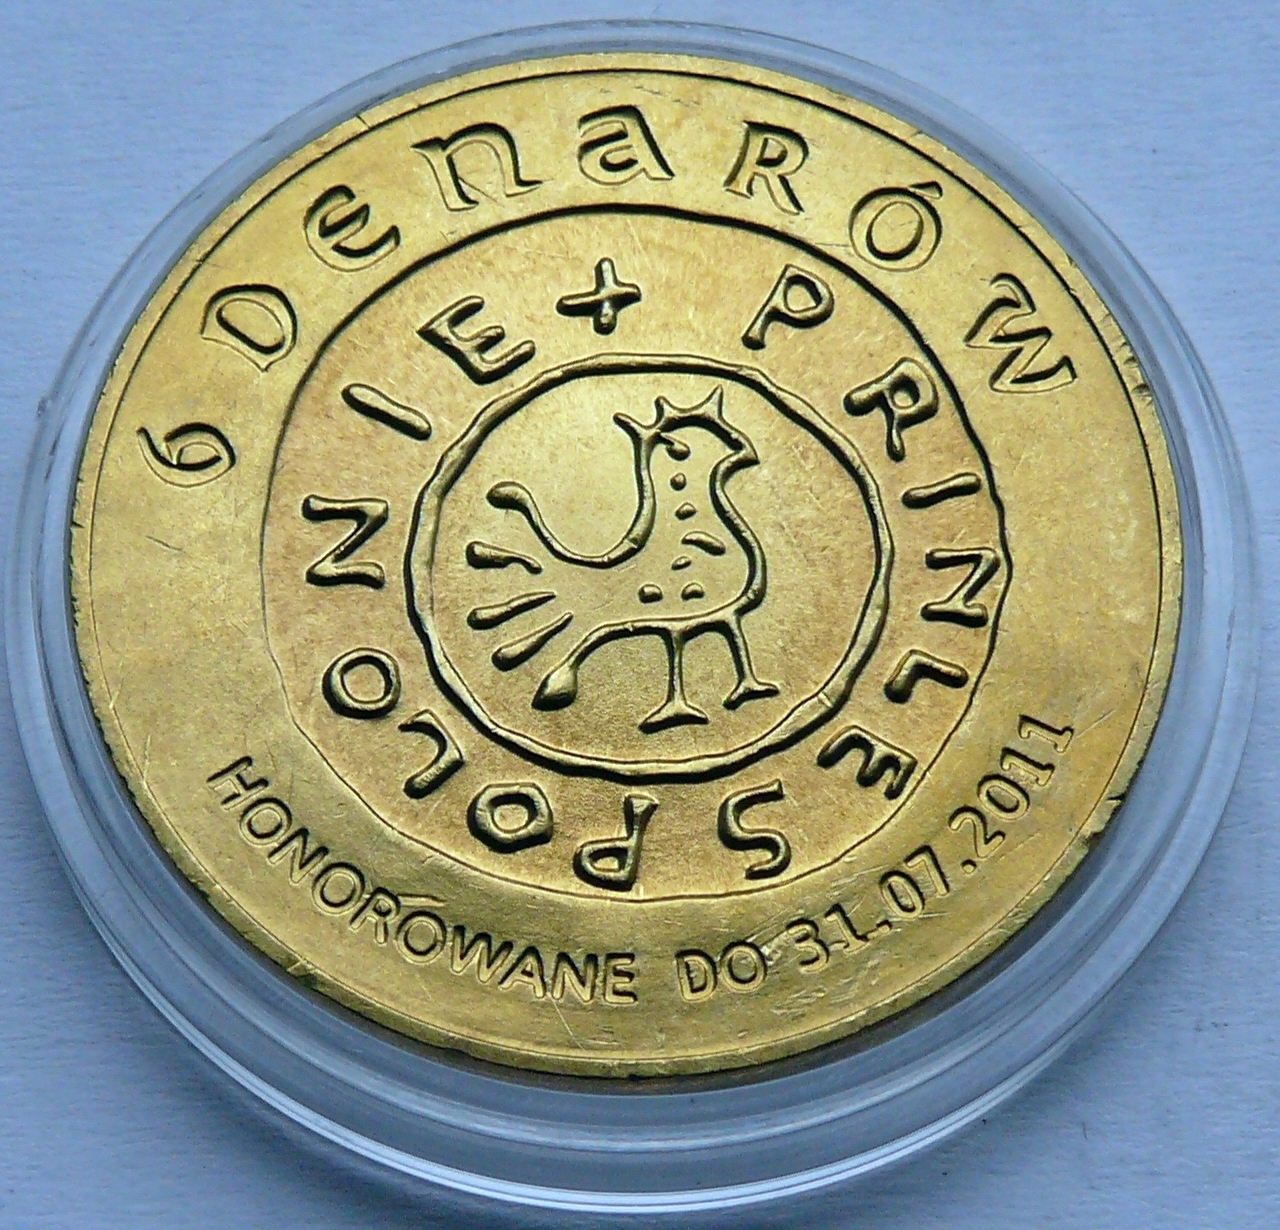 6 DenaRÓW
+ PRINLES POLONIE
HONOROWANE DO 31.07.2011